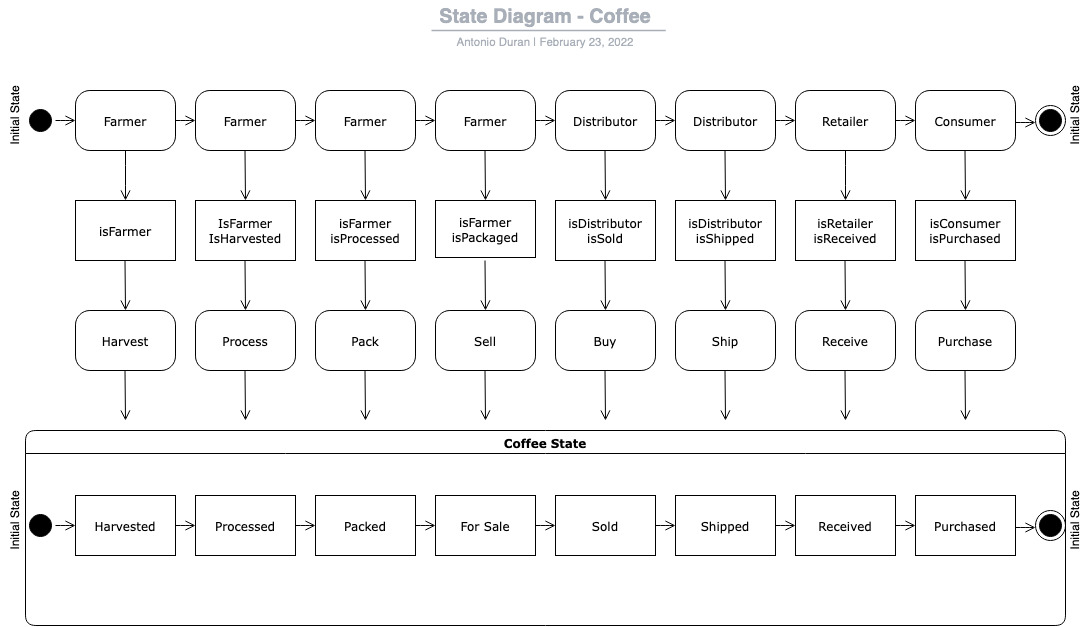 State Diagram - Coffee
Antonio Duran | February 23, 2022
Initial State
Farmer
Farmer
Farmer
Farmer
Distributor
Distributor
Retailer
Consumer
Initial State
isFarmer
IsFarmer
IsHarvested
isFarmer
isProcessed
isFarmer
isPackaged
isDistributor
isSold
isDistributor
isShipped
isRetailer
isReceived
isConsumer
isPurchased
Harvest
Process
Pack
Sell
Buy
Ship
Receive
Purchase
Coffee State
Initial State
Harvested
Processed
Packed
For Sale
Sold
Shipped
Received
Purchased
Initial State